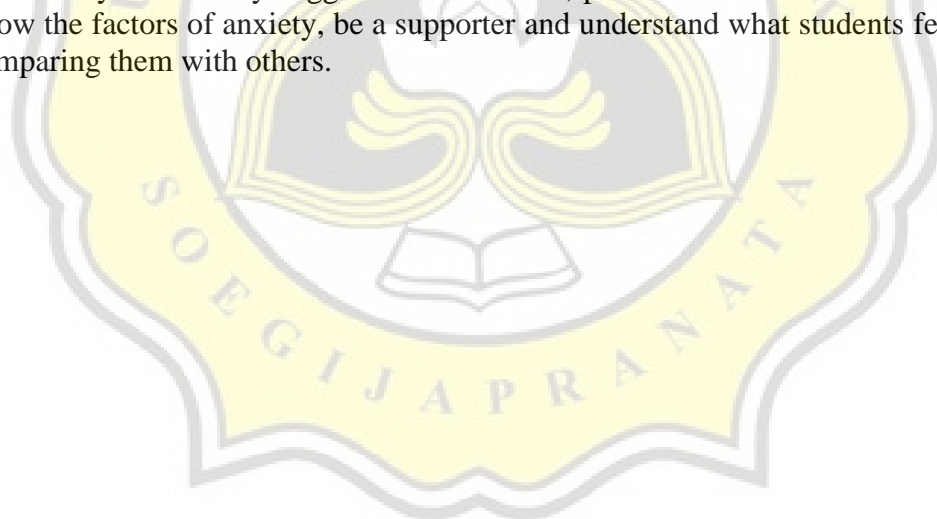 ow the factors of anxiety, be a supporter and understand what students fe
mparing them with others.
SOEGIJAPRANATA